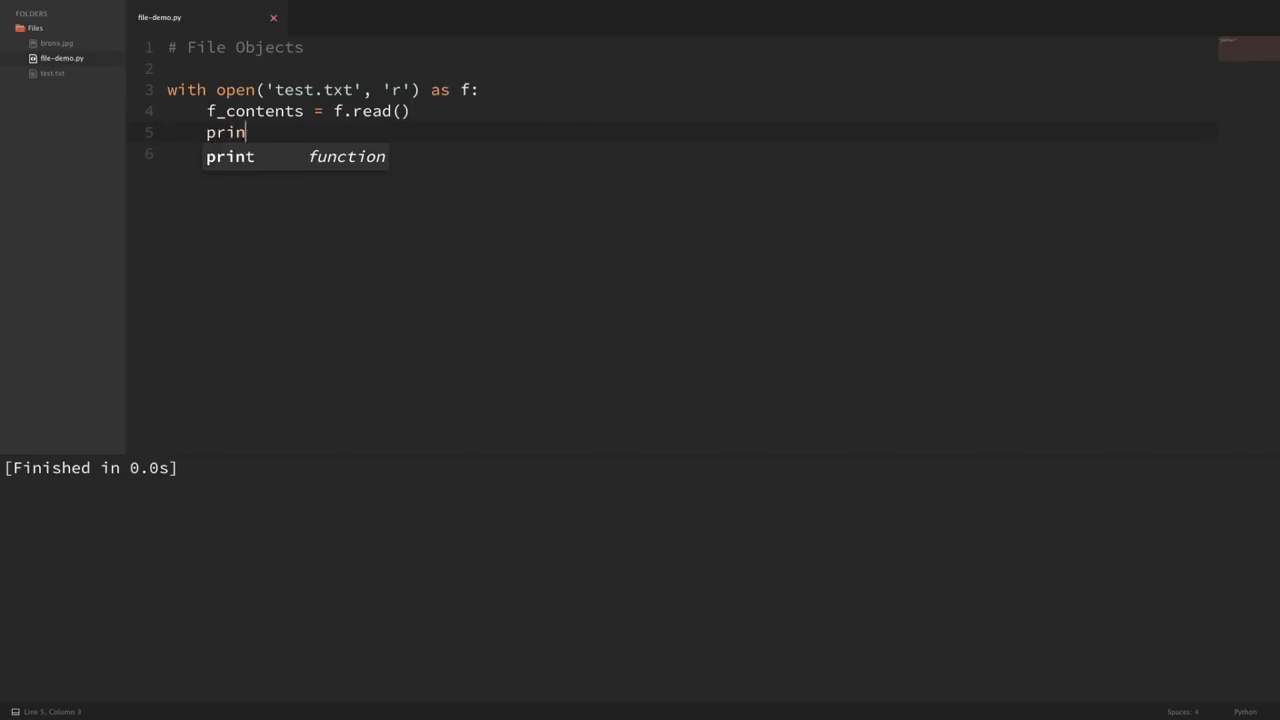 FOLDERS
Files
bronx.jpg
file-demo.py
test.txt
file-demo.py
1 # File Objects
2
3 with open('test.txt', 'r') as f:
4     f_contents = f.read()
5     prin
6
print function
[Finished in 0.0s]
Line 5, Column 3
Spaces: 4
Python